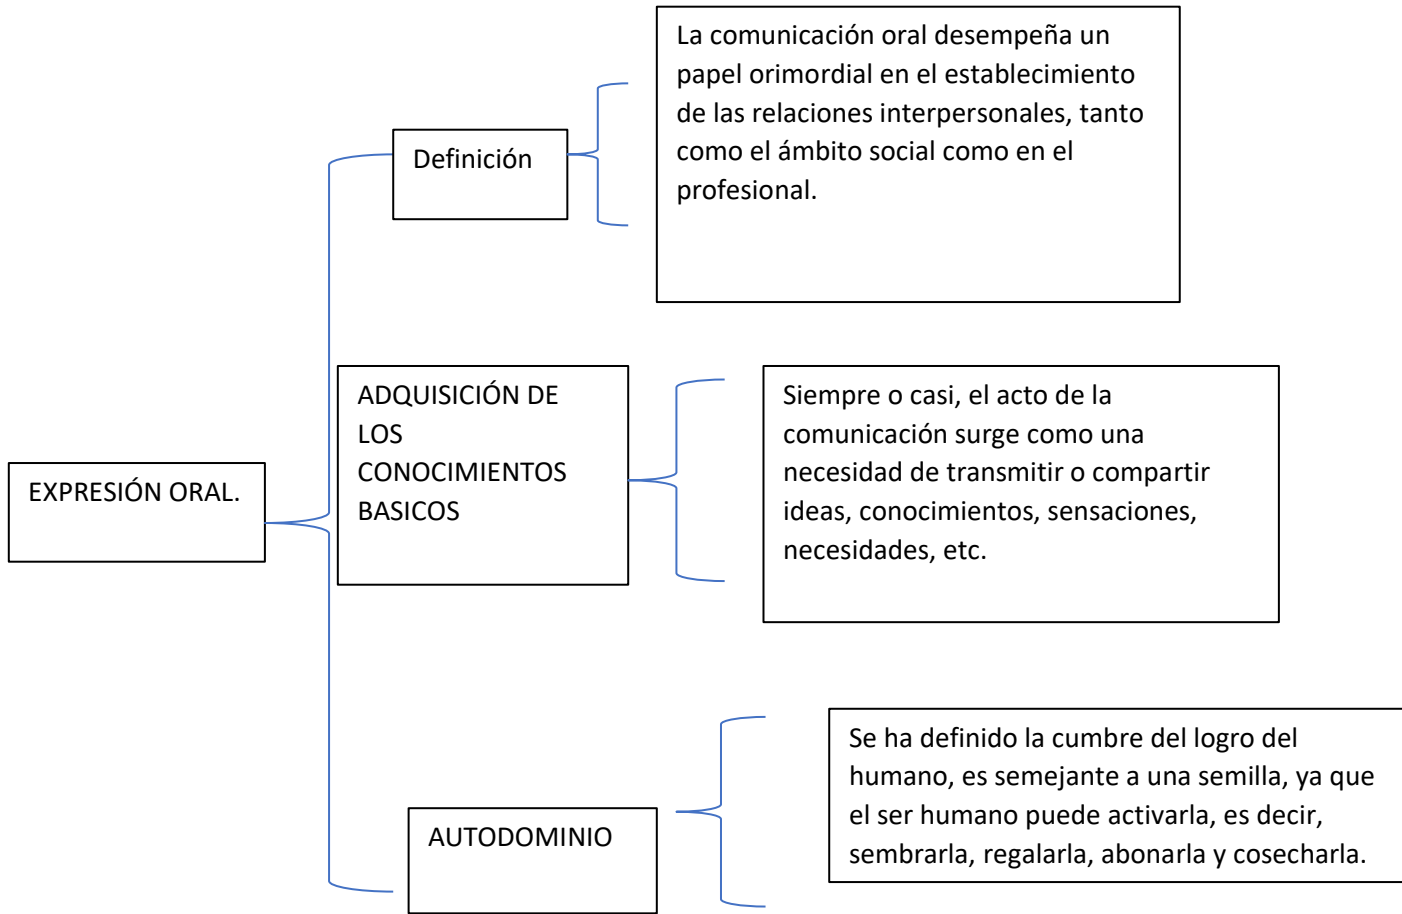 EXPRESIÓN ORAL.
Definición
La comunicación oral desempeña un
papel orimordial en el establecimiento
de las relaciones interpersonales, tanto
como el ámbito social como en el
profesional.
ADQUISICIÓN DE
LOS
CONOCIMIENTOS
BASICOS
Siempre o casi, el acto de la
comunicación surge como una
necesidad de transmitir o compartir
ideas, conocimientos, sensaciones,
necesidades, etc.
AUTODOMINIO
Se ha definido la cumbre del logro del
humano, es semejante a una semilla, ya que
el ser humano puede activarla, es decir,
sembrarla, regalarla, abonarla y cosecharla.